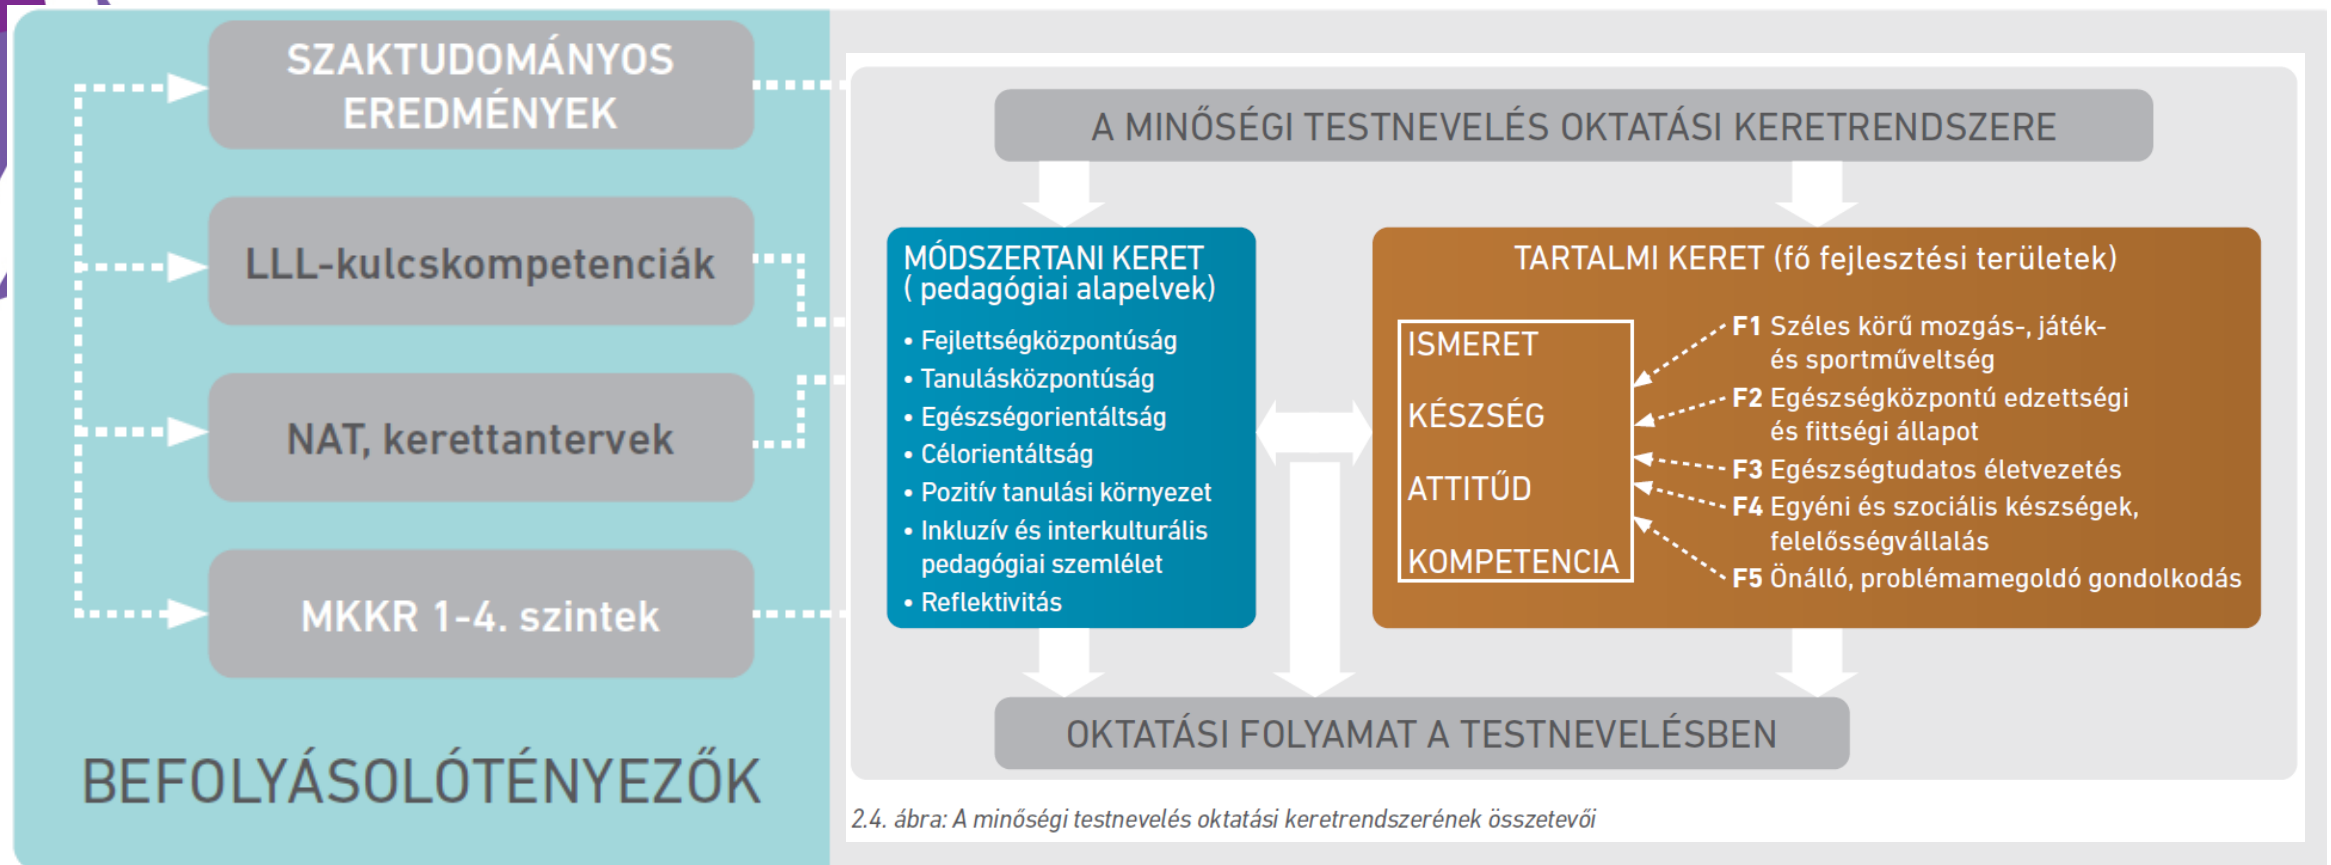 SZAKTUDOMÁNYOS
EREDMÉNYEK
LLL-kulcskompetenciák
NAT, kerettantervek
MKKR 1-4. szintek
BEFOLYÁSOLÓTÉNYEZŐK
A MINŐSÉGI TESTNEVELÉS OKTATÁSI KERETRENDSZERE
MÓDSZERTANI KERET
( pedagógiai alapelvek)
• Fejlettségközpontúság
• Tanulásközpontúság
• Egészségorientáltság
• Célorientáltság
• Pozitív tanulási környezet
• Inkluzív és interkulturális
pedagógiai szemlélet
• Reflektivitás
TARTALMI KERET (fő fejlesztési területek)
ISMERET
KÉSZSÉG
ATTITŰD
KOMPETENCIA
F1 Széles körű mozgás-, játék-
és sportműveltség
F2 Egészségközpontú edzettségi
és fittségi állapot
F3 Egészségtudatos életvezetés
F4 Egyéni és szociális készségek,
felelősségvállalás
F5 Önálló, problémamegoldó gondolkodás
OKTATÁSI FOLYAMAT A TESTNEVELÉSBEN
2.4. ábra: A minőségi testnevelés oktatási keretrendszerének összetevői